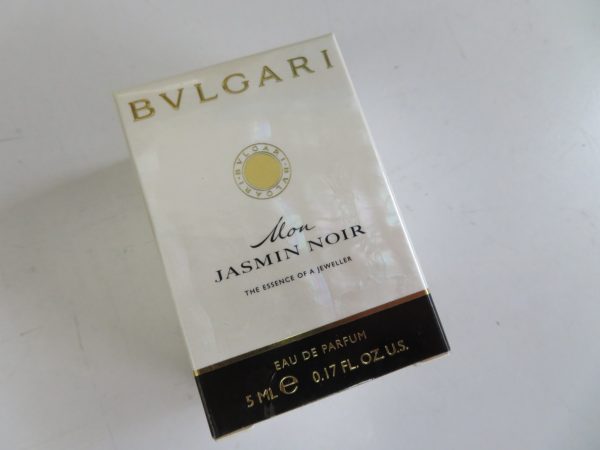 BVLGARI
BVLGARI · BVLGARI ·
Mon
JASMIN NOIR
THE ESSENCE OF A JEWELLER
EAU DE PARFUM
5 ML ℮ 0.17 FL. OZ. U.S.